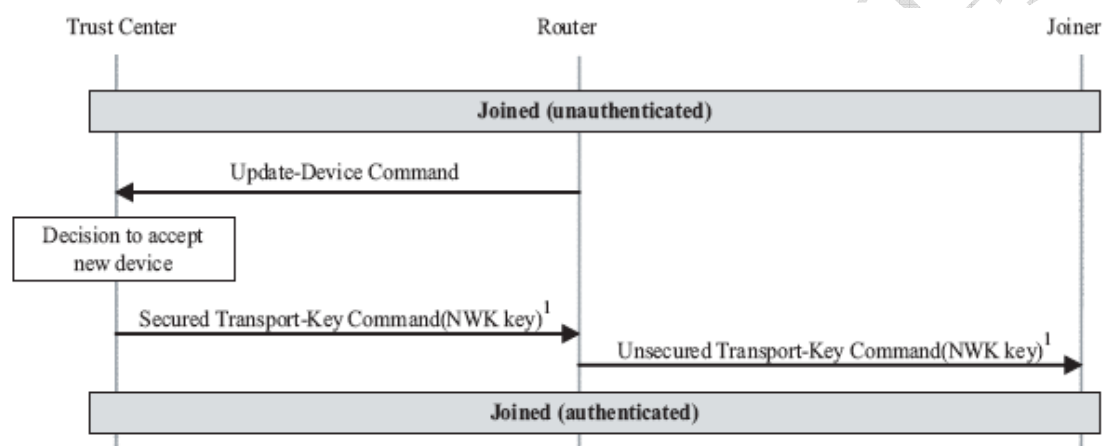 Trust Center Router Joiner
Joined (unauthenticated)
Update-Device Command
Decision to accept
new device
Secured Transport-Key Command(NWK key)1
Unsecured Transport-Key Command(NWK key)1
Joined (authenticated)